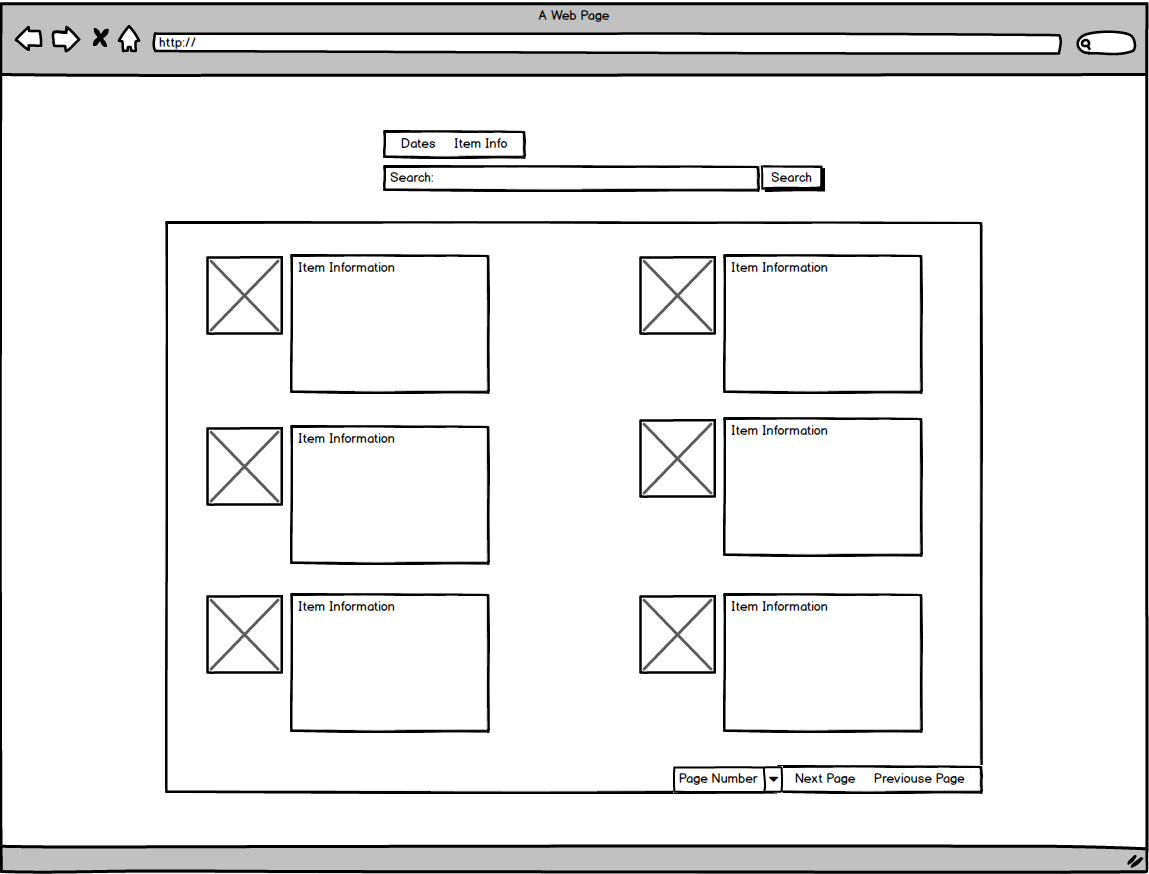 A Web Page
http://
Dates Item Info
Search: Search
Item Information Item Information
Item Information Item Information
Item Information Item Information
Page Number Next Page Previouse Page